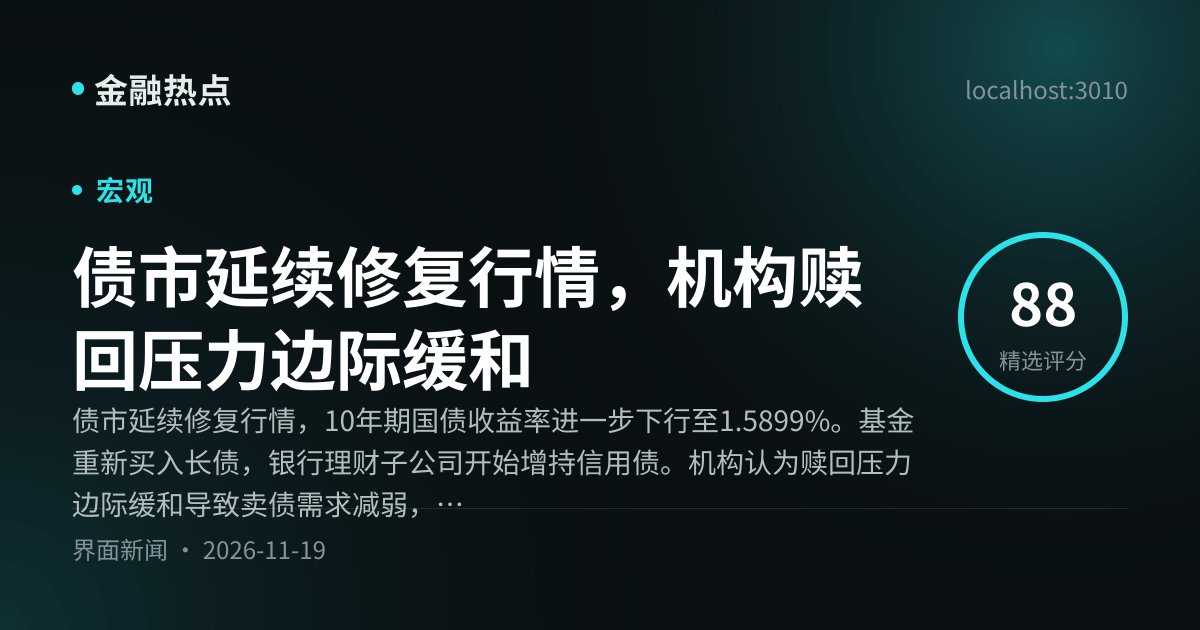 金融热点
localhost:3010
宏观
债市延续修复行情，机构赎
回压力边际缓和
88
精选评分
债市延续修复行情，10年期国债收益率进一步下行至1.5899%。基金
重新买入长债，银行理财子公司开始增持信用债。机构认为赎回压力
边际缓和导致卖债需求减弱，…
界面新闻 · 2026-11-19